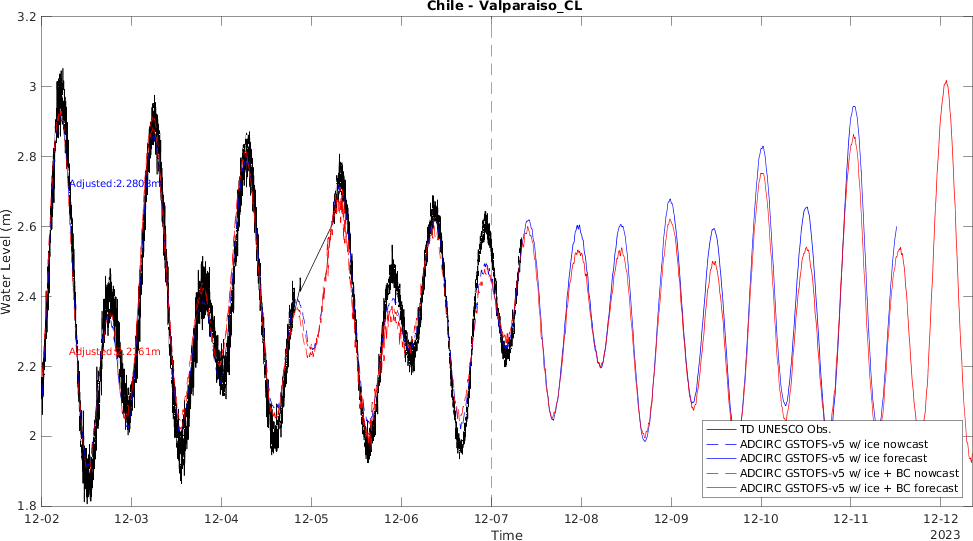 Chile - Valparaiso_CL
3.2
3
2.8
2.6
2.4
2.2
2
1.8
Water Level (m)
Adjusted:2.2803m
12-02
12-03
12-04
12-05
12-06
12-07
12-08
12-09
12-10
12-11
12-12
2023
Time
TD UNESCO Obs.
ADCIRC GSTOFS-v5 w/ ice nowcast
ADCIRC GSTOFS-v5 w/ ice forecast
ADCIRC GSTOFS-v5 w/ ice + BC nowcast
ADCIRC GSTOFS-v5 w/ ice + BC forecast